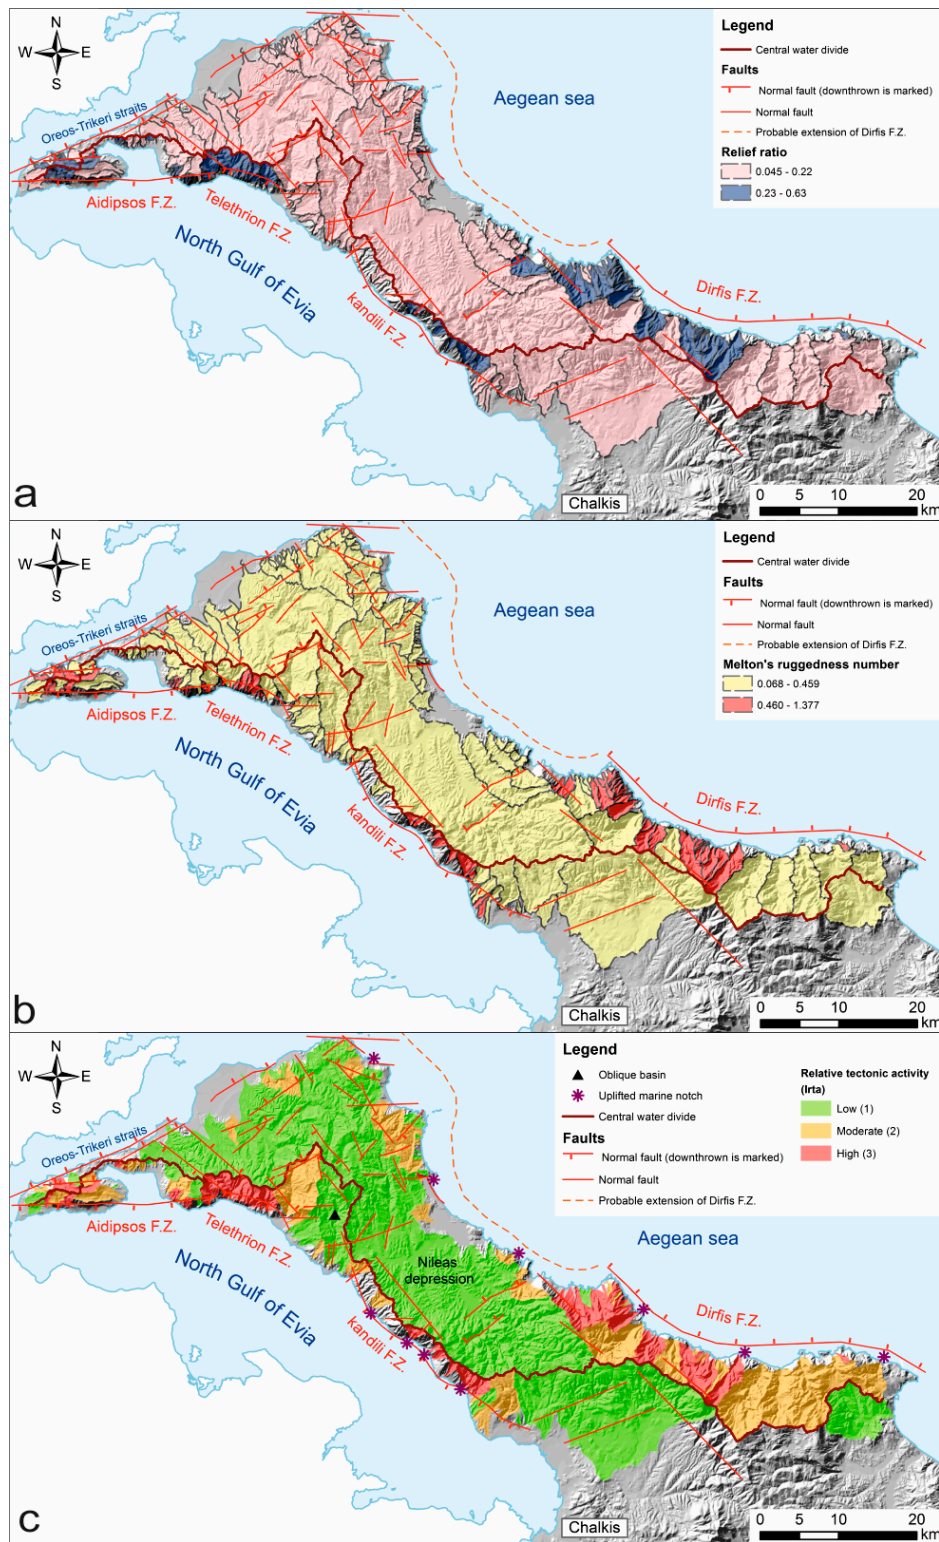 N
W E
S
Oreos-Trikeri straits
Aidipsos F.Z.
Telethrion F.Z.
North Gulf of Evia
kandili F.Z.
Aegean sea
Dirfis F.Z.
Chalkis
Legend
Central water divide
Faults
Normal fault (downthrown is marked)
Normal fault
Probable extension of Dirfis F.Z.
Relief ratio
0.045 - 0.22
0.23 - 0.63
0 5 10 20
km
a
N
W E
S
Oreos-Trikeri straits
Aidipsos F.Z.
Telethrion F.Z.
North Gulf of Evia
kandili F.Z.
Aegean sea
Dirfis F.Z.
Chalkis
Legend
Central water divide
Faults
Normal fault (downthrown is marked)
Normal fault
Probable extension of Dirfis F.Z.
Melton's ruggedness number
0.068 - 0.459
0.460 - 1.377
0 5 10 20
km
b
N
W E
S
Oreos-Trikeri straits
Aidipsos F.Z.
Telethrion F.Z.
North Gulf of Evia
kandili F.Z.
Nileas
depression
Aegean sea
Dirfis F.Z.
Chalkis
Legend
Oblique basin
Uplifted marine notch
Central water divide
Faults
Normal fault (downthrown is marked)
Normal fault
Probable extension of Dirfis F.Z.
Relative tectonic activity
(Irta)
Low (1)
Moderate (2)
High (3)
0 5 10 20
km
c